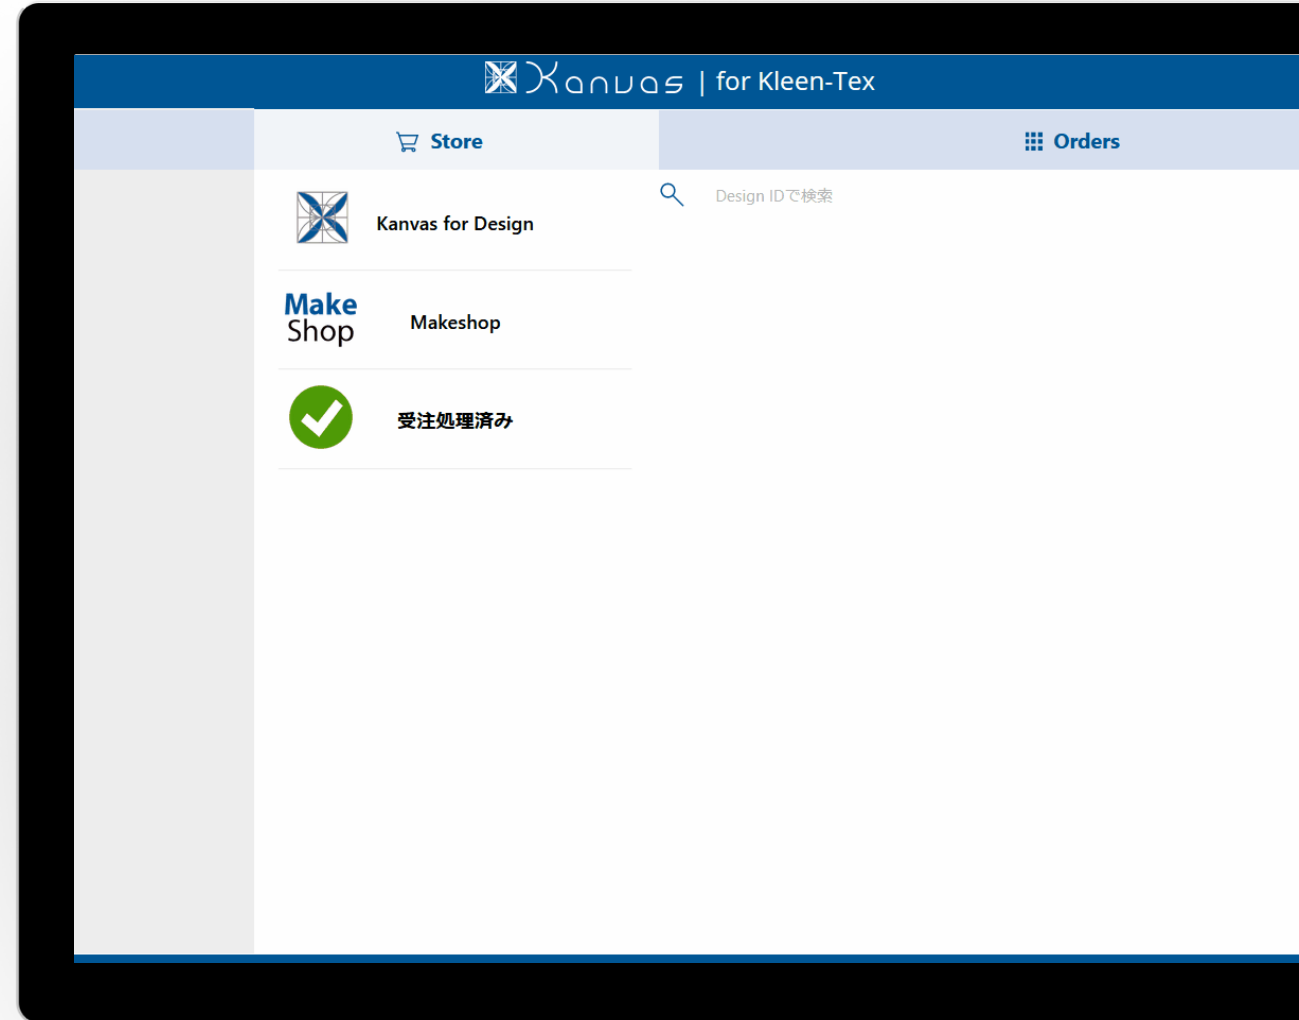 Kanvas | for Kleen-Tex
Store
Orders
Design IDで検索
Kanvas for Design
Make
Shop
Makeshop
受注処理済み